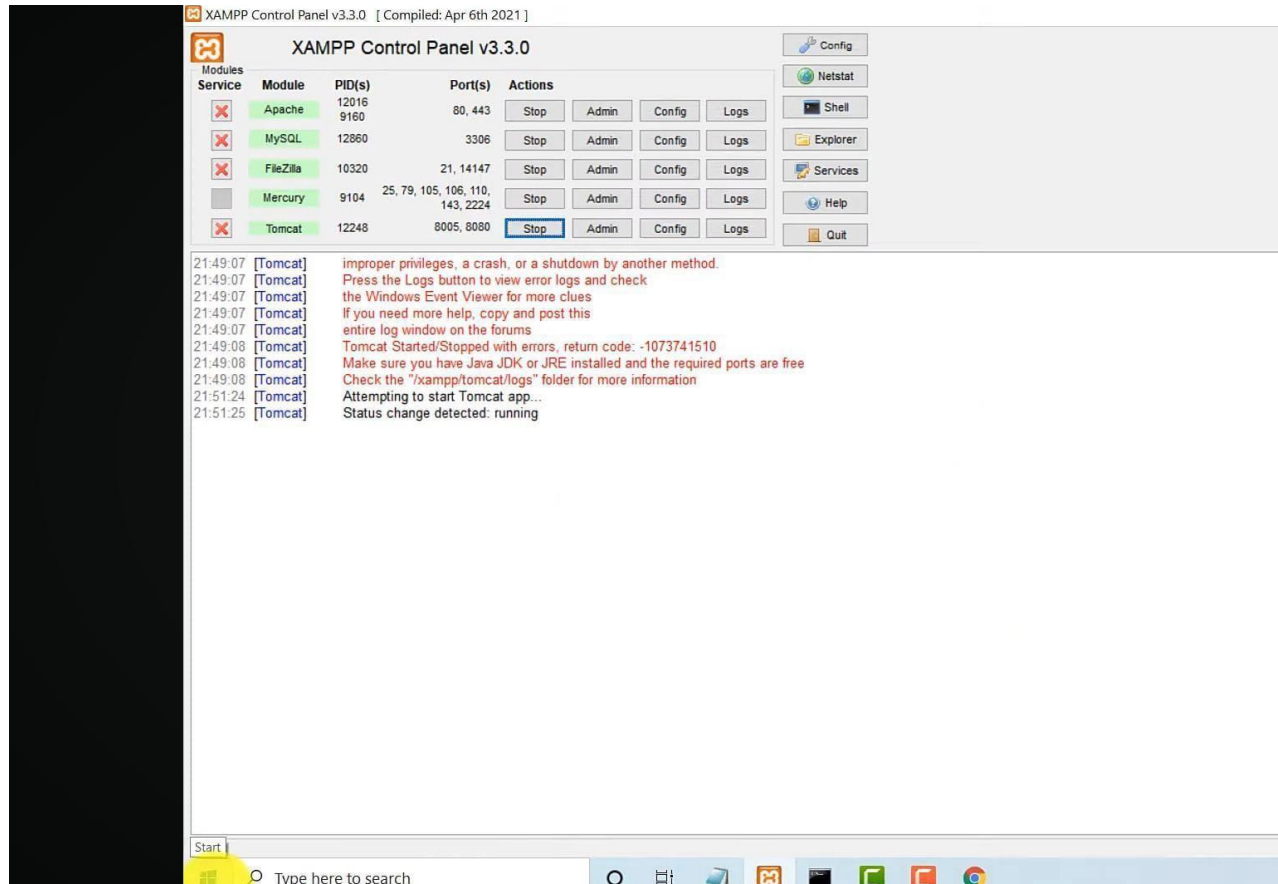 XAMPP Control Panel v3.3.0 [ Compiled: Apr 6th 2021 ]
XAMPP Control Panel v3.3.0
Config
Modules
Netstat
Service Module PID(s) Port(s) Actions
Apache 12016 9160 80, 443 Stop Admin Config Logs
Shell
MySQL 12860 3306 Stop Admin Config Logs
Explorer
FileZilla 10320 21, 14147 Stop Admin Config Logs
Services
Mercury 9104 25, 79, 105, 106, 110, 143, 2224 Stop Admin Config Logs
Help
Tomcat 12248 8005, 8080 Stop Admin Config Logs
Quit
21:49:07 [Tomcat] improper privileges, a crash, or a shutdown by another method.
21:49:07 [Tomcat] Press the Logs button to view error logs and check
21:49:07 [Tomcat] the Windows Event Viewer for more clues
21:49:07 [Tomcat] If you need more help, copy and post this
21:49:07 [Tomcat] entire log window on the forums
21:49:08 [Tomcat] Tomcat Started/Stopped with errors, return code: -1073741510
21:49:08 [Tomcat] Make sure you have Java JDK or JRE installed and the required ports are free
21:49:08 [Tomcat] Check the "/xampp/tomcat/logs" folder for more information
21:51:24 [Tomcat] Attempting to start Tomcat app...
21:51:25 [Tomcat] Status change detected: running
Start
Type here to search